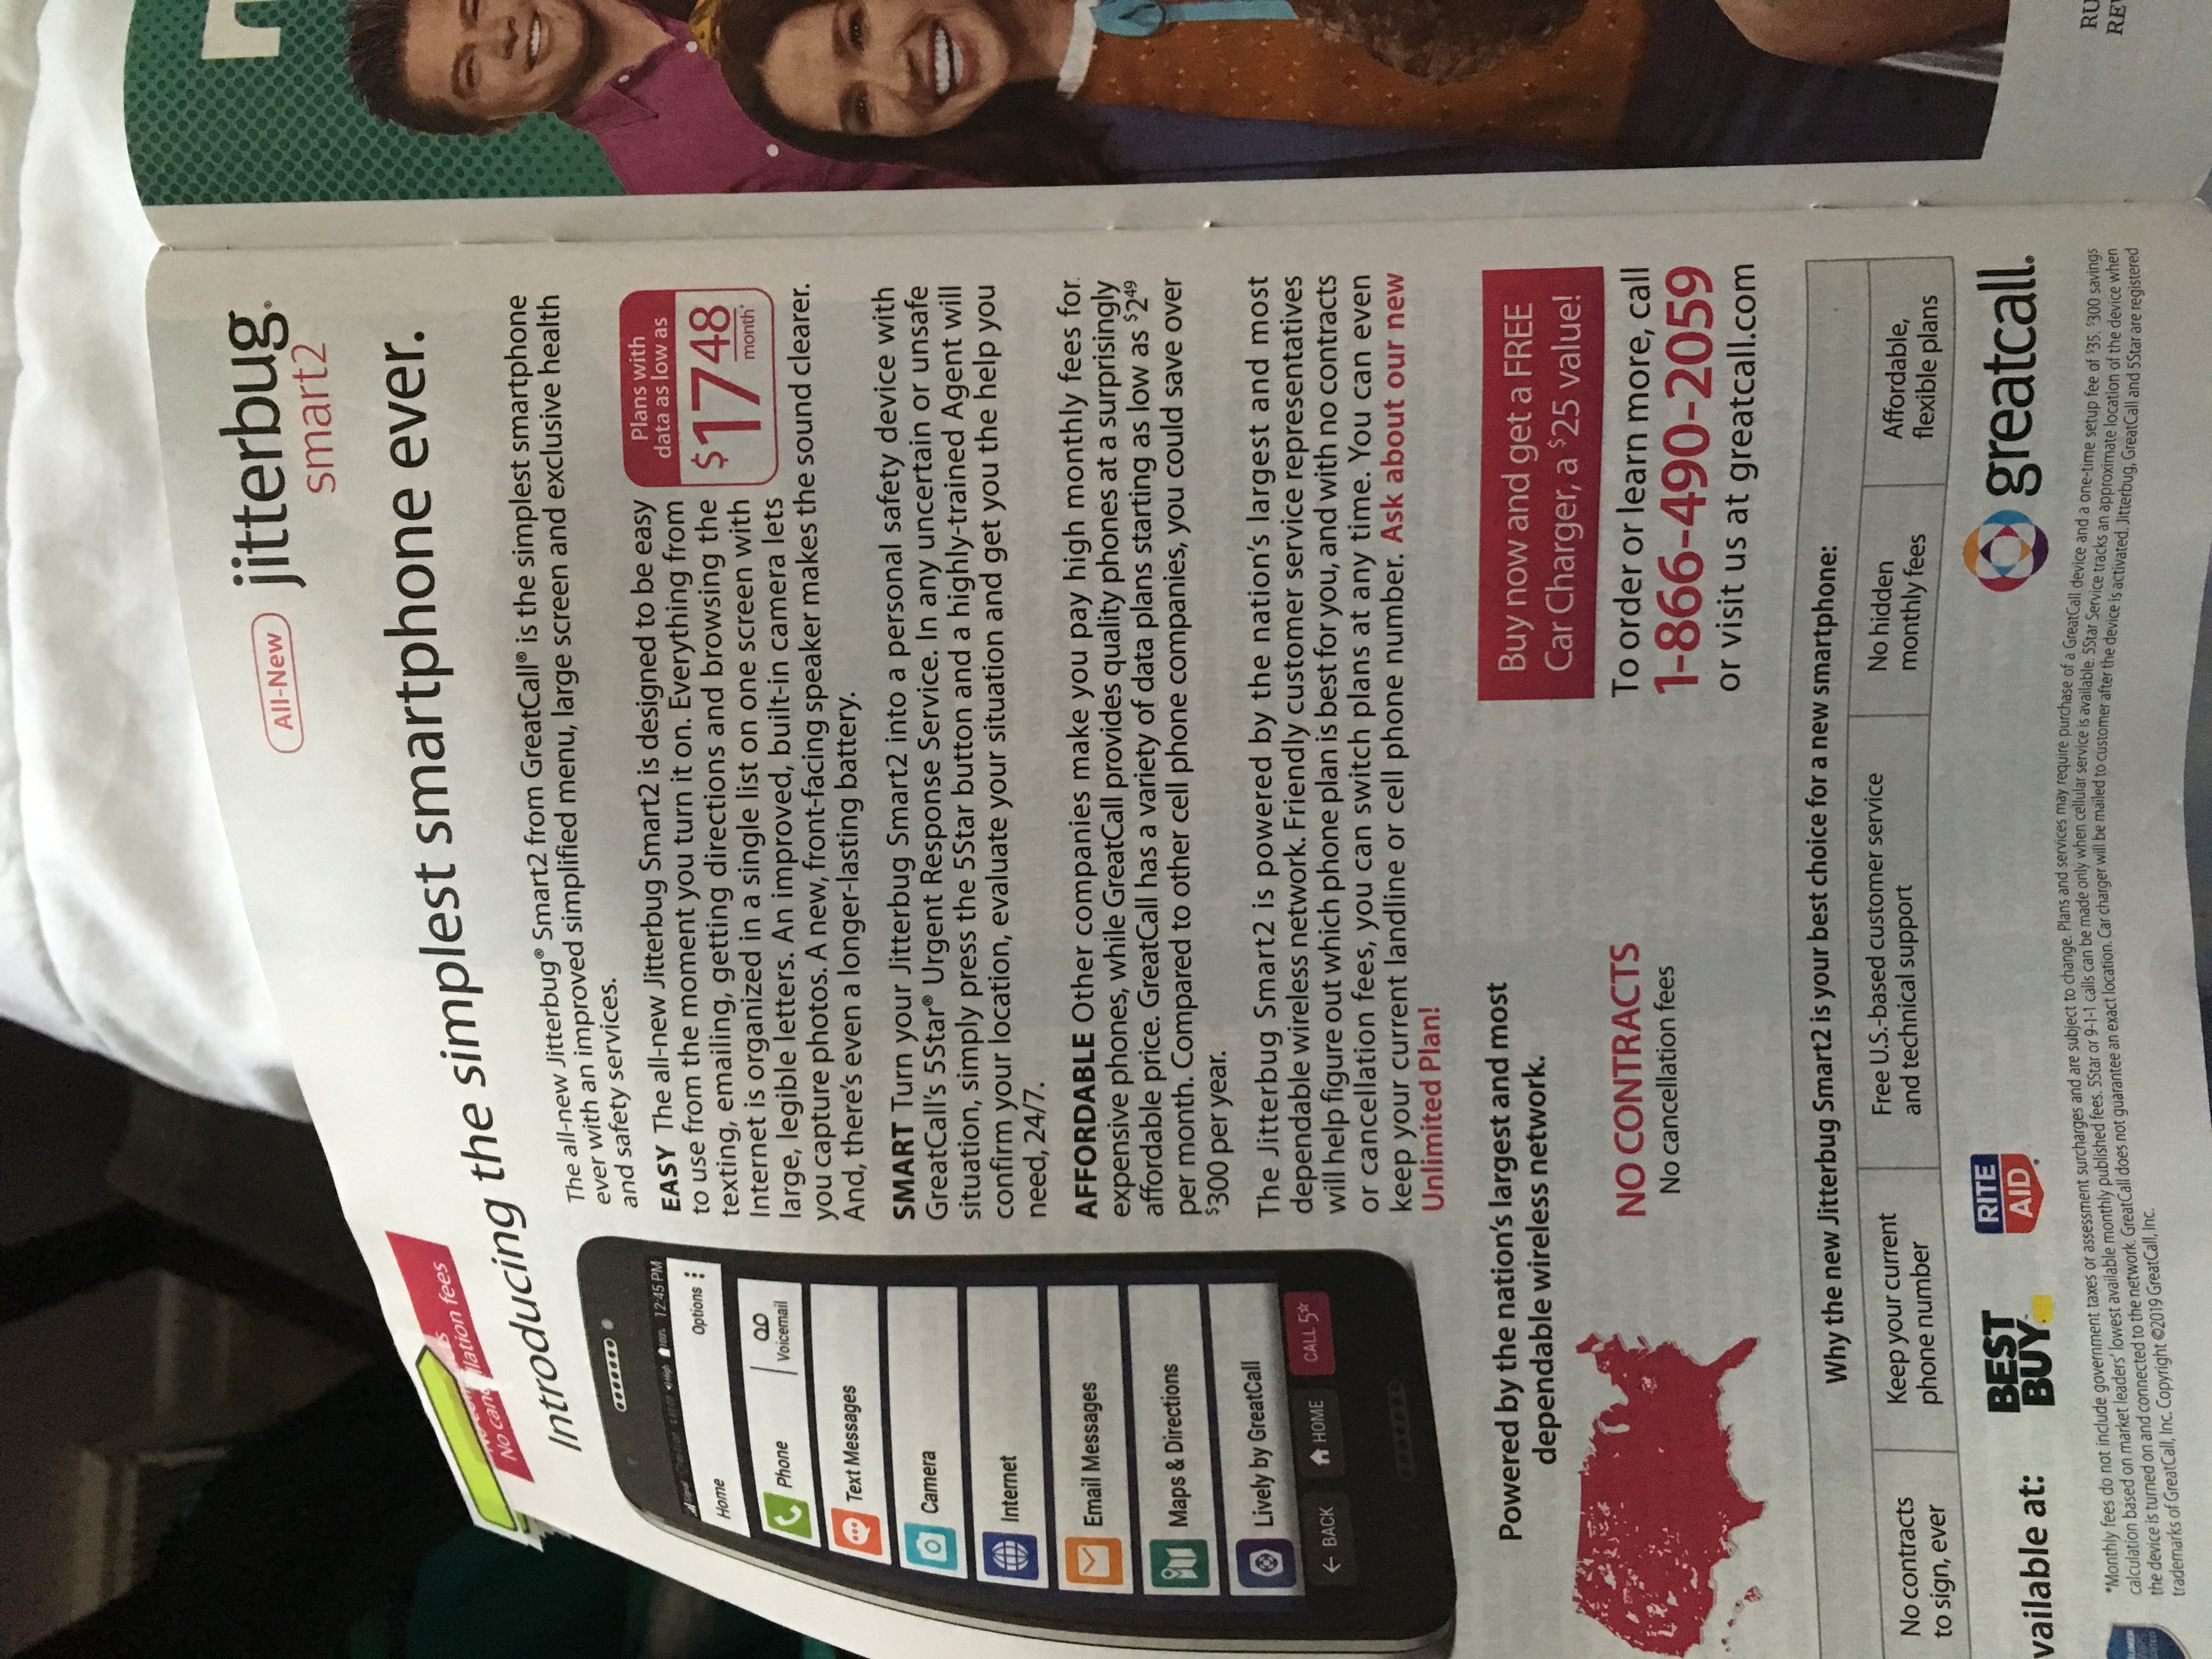 All-New
jitterbug®
smart2
No cancellation fees
Introducing the simplest smartphone ever.
The all-new Jitterbug® Smart2 from GreatCall® is the simplest smartphone
ever with an improved simplified menu, large screen and exclusive health
and safety services.
EASY The all-new Jitterbug Smart2 is designed to be easy
to use from the moment you turn it on. Everything from
texting, emailing, getting directions and browsing the
Internet is organized in a single list on one screen with
large, legible letters. An improved, built-in camera lets
you capture photos. A new, front-facing speaker makes the sound clearer.
And, there's even a longer-lasting battery.
Plans with
data as low as
$17 48
month*
SMART Turn your Jitterbug Smart2 into a personal safety device with
GreatCall's 5Star® Urgent Response Service. In any uncertain or unsafe
situation, simply press the 5Star button and a highly-trained Agent will
confirm your location, evaluate your situation and get you the help you
need, 24/7.
AFFORDABLE Other companies make you pay high monthly fees for
expensive phones, while GreatCall provides quality phones at a surprisingly
affordable price. GreatCall has a variety of data plans starting as low as $2 49
per month. Compared to other cell phone companies, you could save over
$300 per year.
The Jitterbug Smart2 is powered by the nation's largest and most
dependable wireless network. Friendly customer service representatives
will help figure out which phone plan is best for you, and with no contracts
or cancellation fees, you can switch plans at any time. You can even
keep your current landline or cell phone number. Ask about our new
Unlimited Plan!
Signal High 100% 12:45 PM
Home Options
Phone Voicemail
Text Messages
Camera
Internet
Email Messages
Maps & Directions
Lively by GreatCall
BACK HOME CALL 5☆
Powered by the nation's largest and most
dependable wireless network.
NO CONTRACTS
No cancellation fees
Buy now and get a FREE
Car Charger, a $25 value!
To order or learn more, call
1-866-490-2059
or visit us at greatcall.com
Why the new Jitterbug Smart2 is your best choice for a new smartphone:
No contracts
to sign, ever
Keep your current
phone number
Free U.S.-based customer service
and technical support
No hidden
monthly fees
Affordable,
flexible plans
vailable at:
BEST
BUY
RITE
AID
greatcall.
*Monthly fees do not include government taxes or assessment surcharges and are subject to change. Plans and services may require purchase of a GreatCall device and a one-time setup fee of $35. $300 savings
calculation based on market leaders' lowest available monthly published fees. 5Star or 9-1-1 calls can be made only when cellular service is available. 5Star Service tracks an approximate location of the device when
the device is turned on and connected to the network. GreatCall does not guarantee an exact location. Car charger will be mailed to customer after the device is activated. Jitterbug, GreatCall and 5Star are registered
trademarks of GreatCall, Inc. Copyright ©2019 GreatCall, Inc.
RU
RE